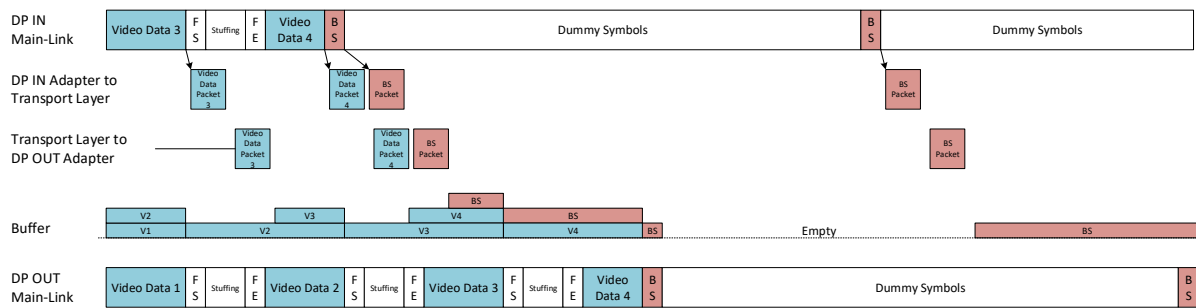 DP IN
Main-Link
Video Data 3
F
S
Stuffing
F
E
Video
Data 4
B
S
Dummy Symbols
B
S
Dummy Symbols
DP IN Adapter to
Transport Layer
Video
Data
Packet
3
Video
Data
Packet
4
BS
Packet
BS
Packet
Transport Layer to
DP OUT Adapter
Video
Data
Packet
3
Video
Data
Packet
4
BS
Packet
BS
Packet
Buffer
BS
V2
V3
V4
BS
V1
V2
V3
V4
BS
Empty
BS
DP OUT
Main-Link
Video Data 1
F
S
Stuffing
F
E
Video Data 2
F
S
Stuffing
F
E
Video Data 3
F
S
Stuffing
F
E
Video
Data 4
B
S
Dummy Symbols
B
S